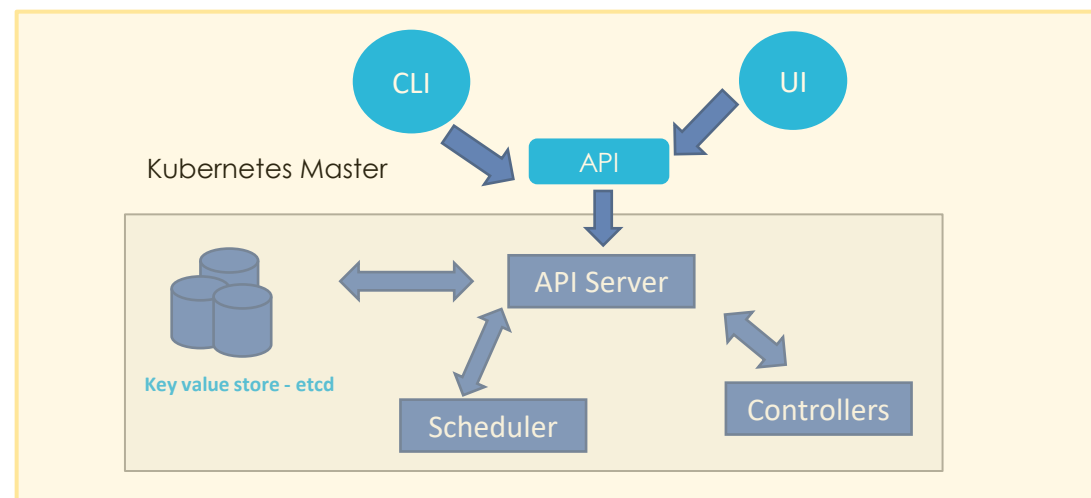 CLI
UI
API
Kubernetes Master
API Server
Key value store - etcd
Scheduler
Controllers